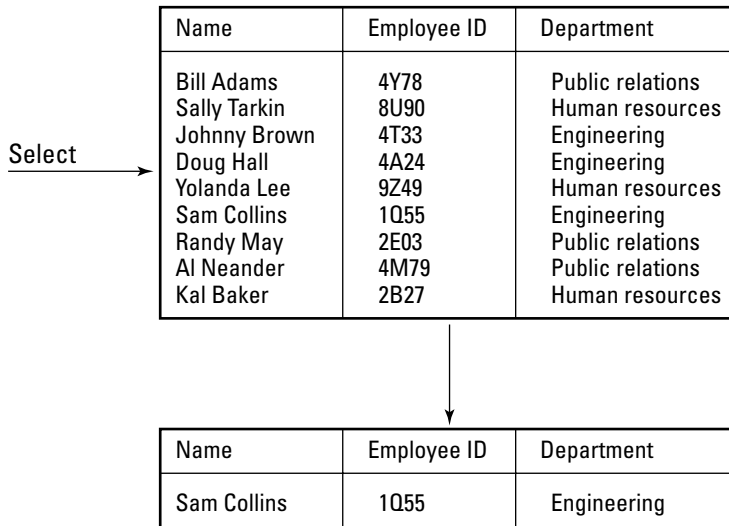 Name Employee ID Department
Bill Adams 4Y78 Public relations
Sally Tarkin 8U90 Human resources
Johnny Brown 4T33 Engineering
Select
Doug Hall 4A24 Engineering
Yolanda Lee 9Z49 Human resources
Sam Collins 1Q55 Engineering
Randy May 2E03 Public relations
Al Neander 4M79 Public relations
Kal Baker 2B27 Human resources
Name Employee ID Department
Sam Collins 1Q55 Engineering